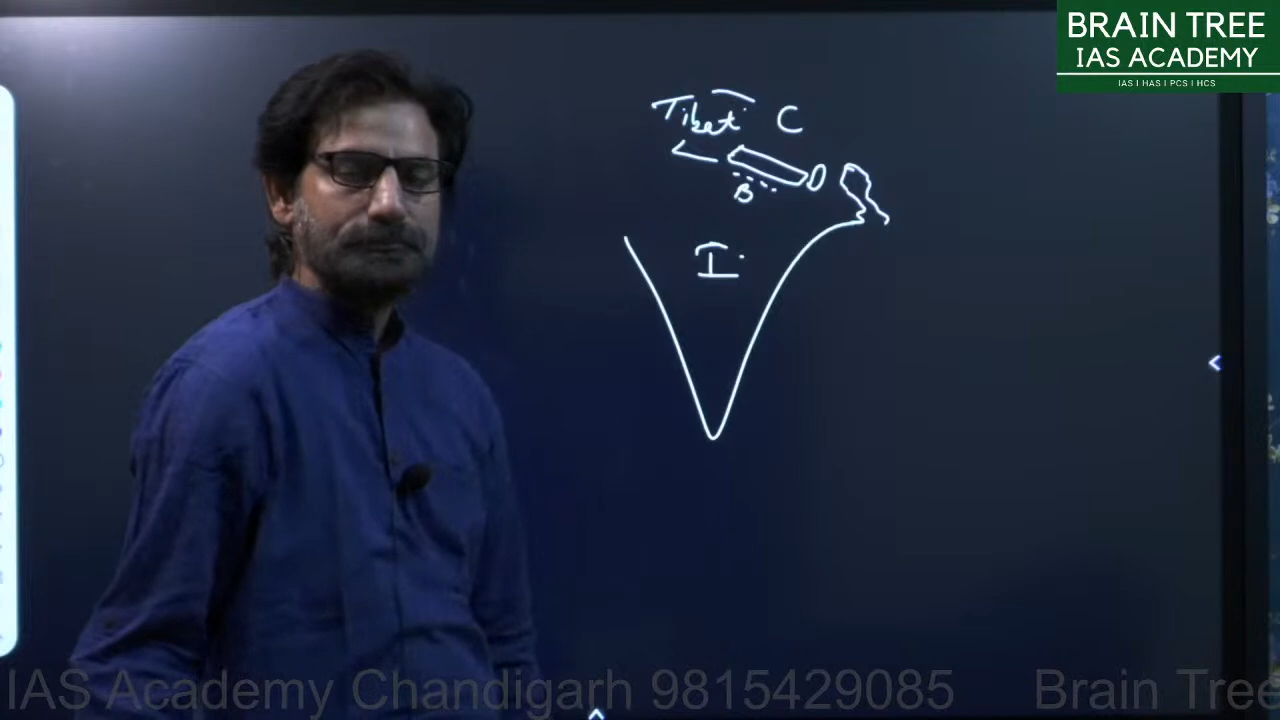 BRAIN TREE
IAS ACADEMY
IAS I HAS I PCS I HCS
Tibet C
B
I
IAS Academy Chandigarh 9815429085 Brain Tree